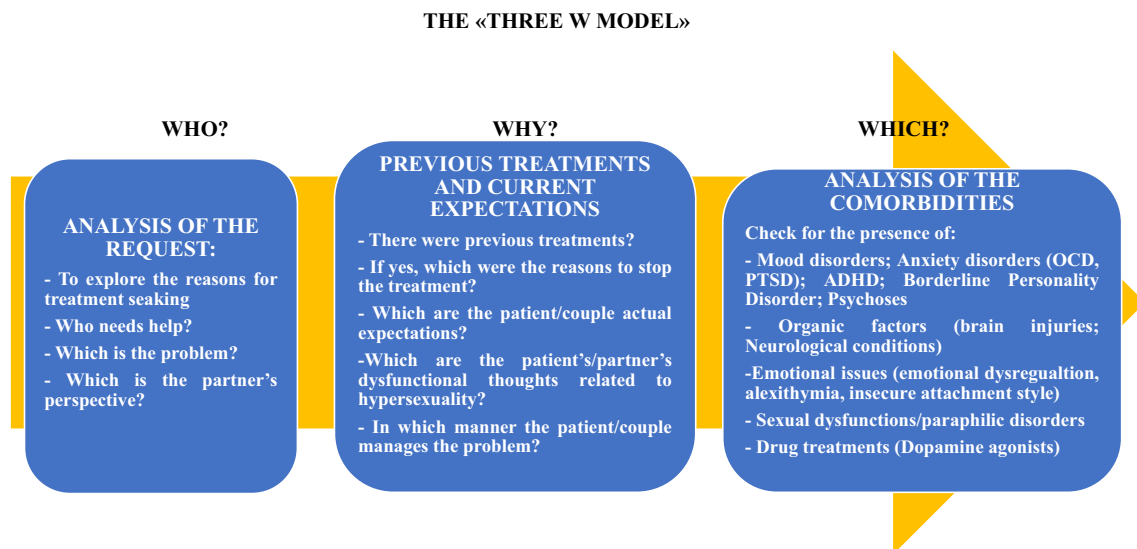 THE «THREE W MODEL»
WHO?
ANALYSIS OF THE
REQUEST:
- To explore the reasons for
treatment seaking
- Who needs help?
- Which is the problem?
- Which is the partner's
perspective?
WHY?
PREVIOUS TREATMENTS
AND CURRENT
EXPECTATIONS
- There were previous treatments?
- If yes, which were the reasons to stop
the treatment?
- Which are the patient/couple actual
expectations?
-Which are the patient's/partner's
dysfunctional thoughts related to
hypersexuality?
- In which manner the patient/couple
manages the problem?
WHICH?
ANALYSIS OF THE
COMORBIDITIES
Check for the presence of:
- Mood disorders; Anxiety disorders (OCD,
PTSD); ADHD; Borderline Personality
Disorder; Psychoses
- Organic factors (brain injuries;
Neurological conditions)
-Emotional issues (emotional dysregualtion,
alexithymia, insecure attachment style)
- Sexual dysfunctions/paraphilic disorders
- Drug treatments (Dopamine agonists)